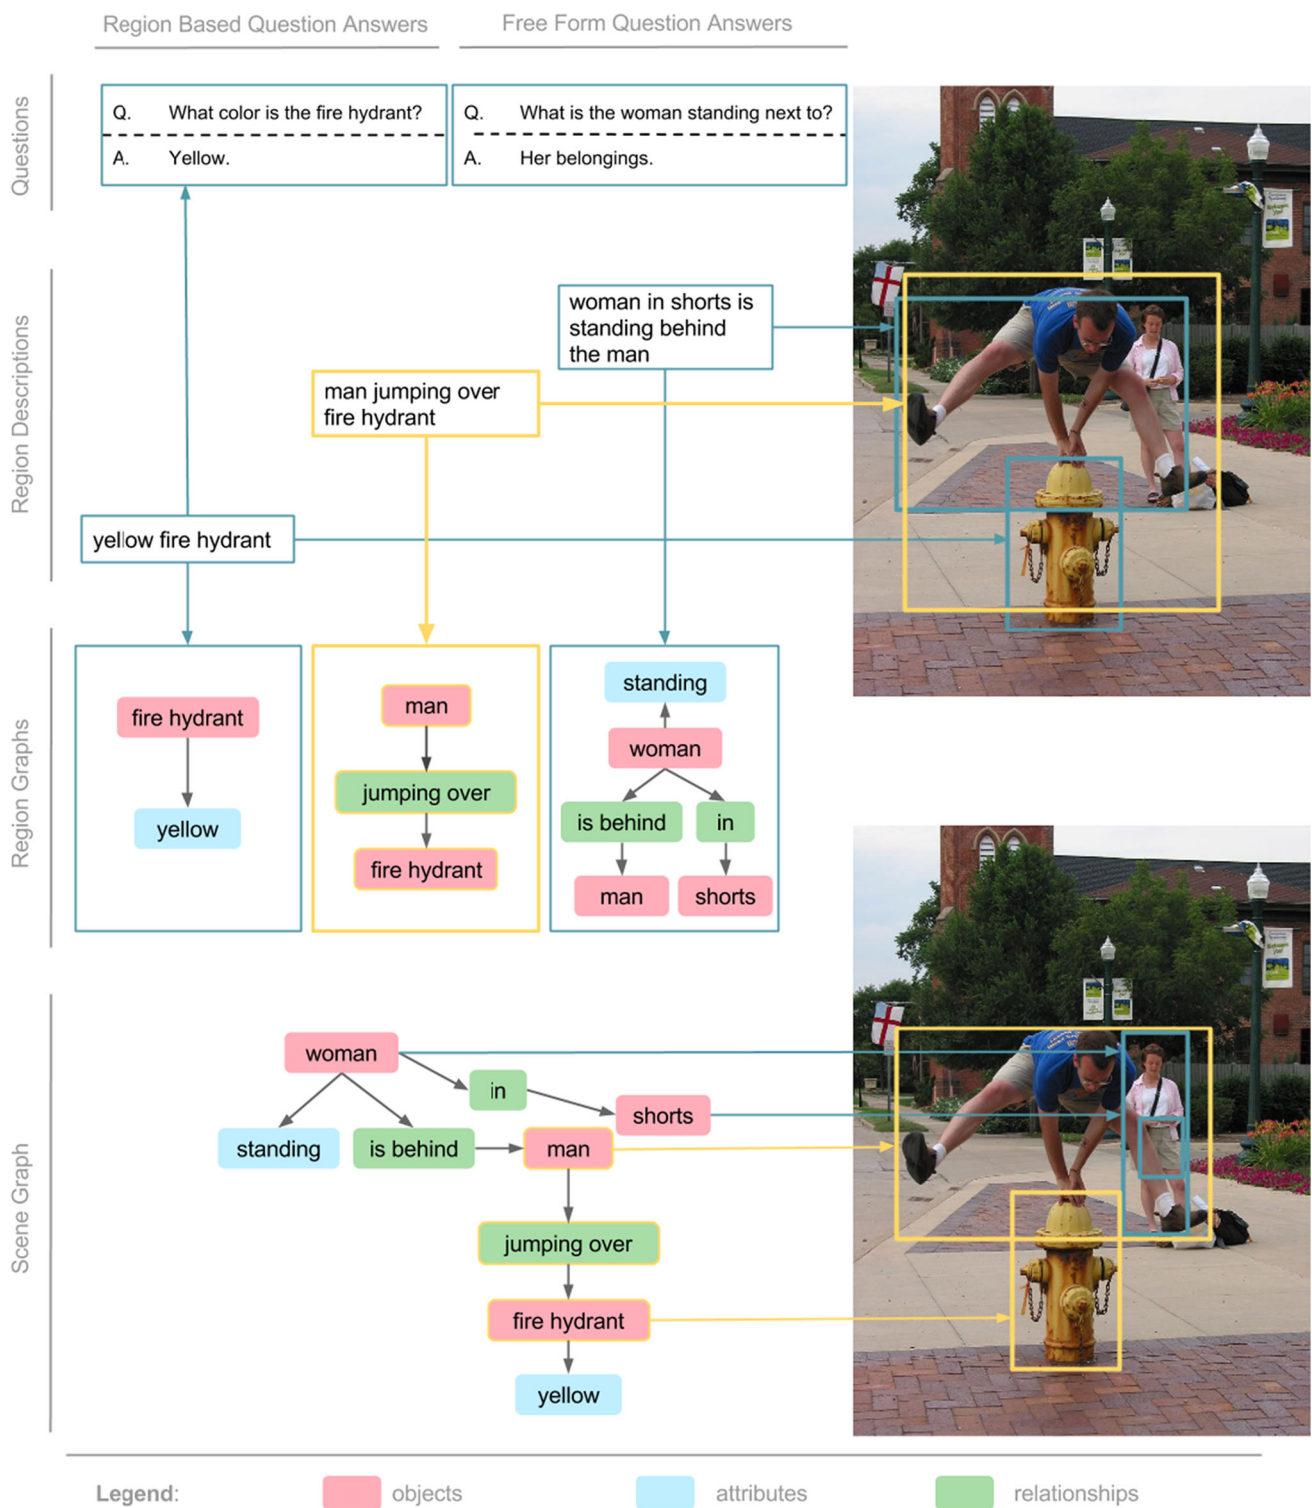 Region Based Question Answers
Free Form Question Answers
Questions
Q. What color is the fire hydrant?
A. Yellow.
Q. What is the woman standing next to?
A. Her belongings.
Region Descriptions
woman in shorts is
standing behind
the man
man jumping over
fire hydrant
yellow fire hydrant
Region Graphs
fire hydrant
yellow
man
jumping over
fire hydrant
standing
woman
is behind
in
man
shorts
Scene Graph
woman
in
shorts
standing
is behind
man
jumping over
fire hydrant
yellow
Legend:
objects
attributes
relationships